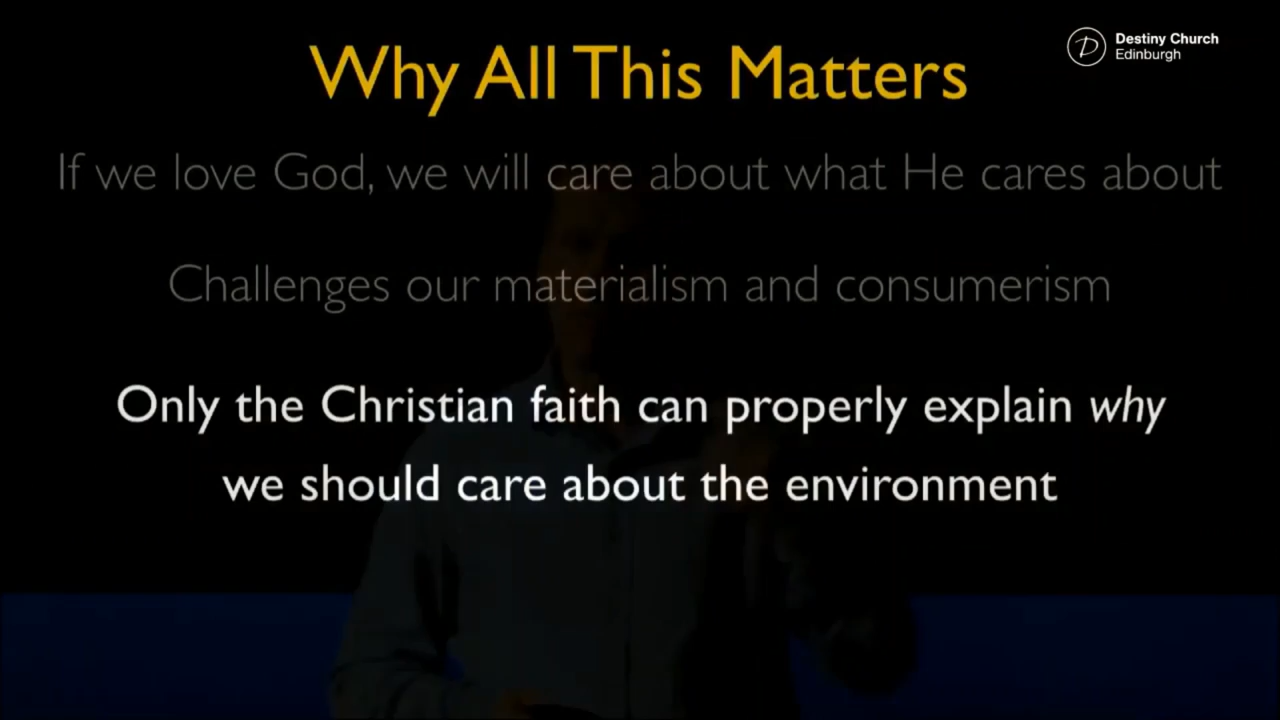 Destiny Church
Edinburgh
Why All This Matters
If we love God, we will care about what He cares about
Challenges our materialism and consumerism
Only the Christian faith can properly explain why
we should care about the environment